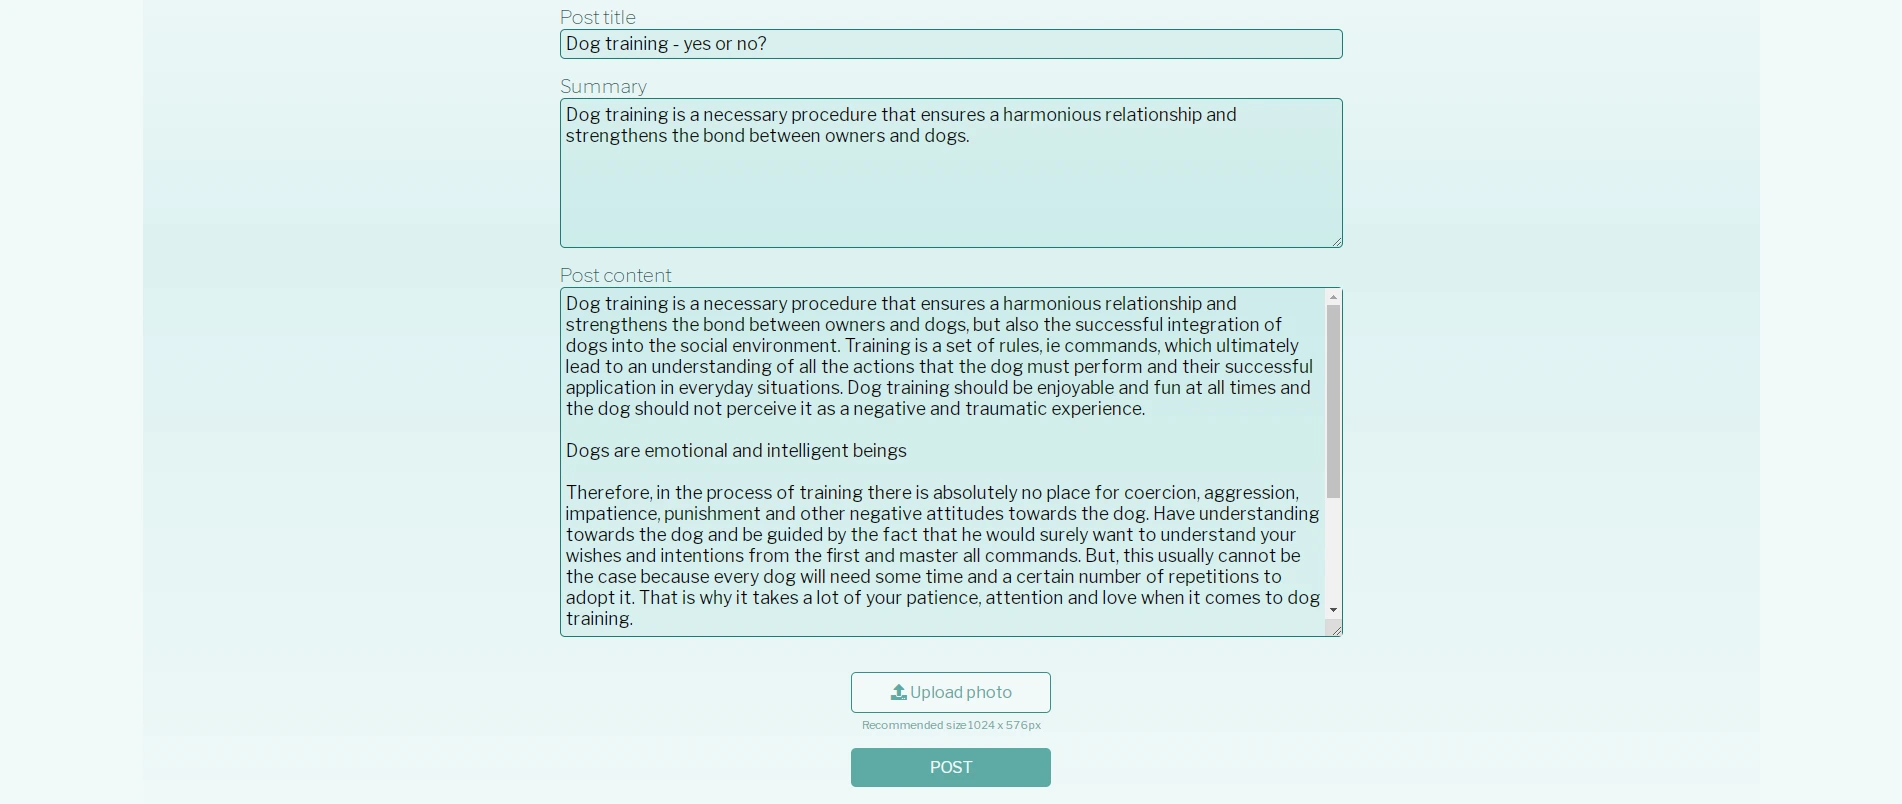 Post title
Dog training - yes or no?
Summary
Dog training is a necessary procedure that ensures a harmonious relationship and
strengthens the bond between owners and dogs.
Post content
Dog training is a necessary procedure that ensures a harmonious relationship and
strengthens the bond between owners and dogs, but also the successful integration of
dogs into the social environment. Training is a set of rules, ie commands, which ultimately
lead to an understanding of all the actions that the dog must perform and their successful
application in everyday situations. Dog training should be enjoyable and fun at all times and
the dog should not perceive it as a negative and traumatic experience.
Dogs are emotional and intelligent beings
Therefore, in the process of training there is absolutely no place for coercion, aggression,
impatience, punishment and other negative attitudes towards the dog. Have understanding
towards the dog and be guided by the fact that he would surely want to understand your
wishes and intentions from the first and master all commands. But, this usually cannot be
the case because every dog will need some time and a certain number of repetitions to
adopt it. That is why it takes a lot of your patience, attention and love when it comes to dog
training.
Upload photo
Recommended size 1024 x 576px
POST